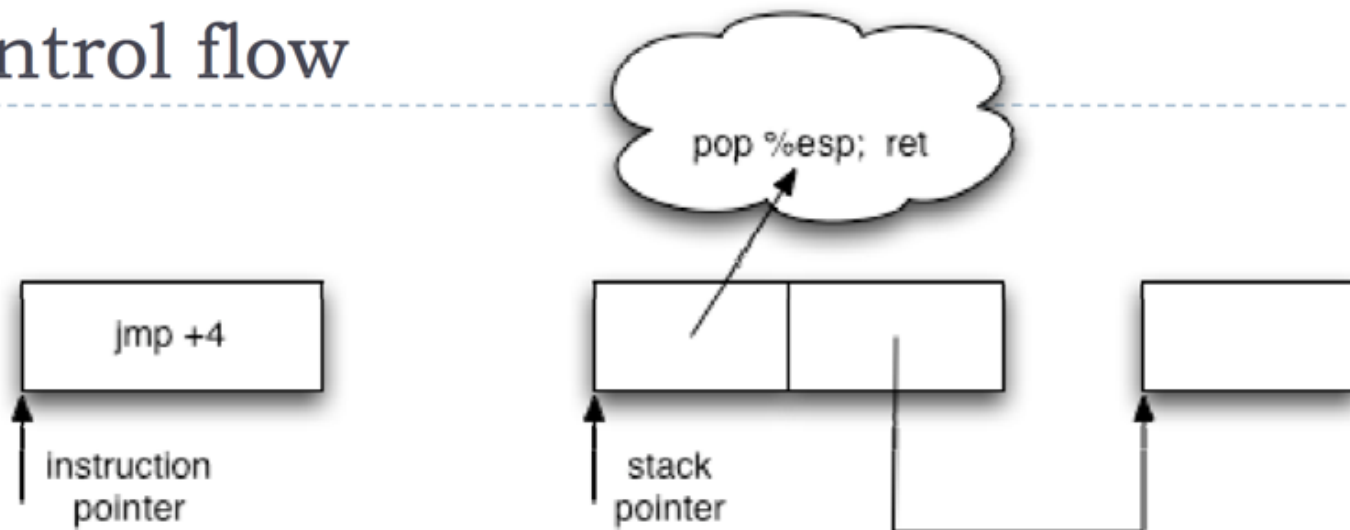 ntrol flow
pop %esp; ret
jmp +4
instruction
pointer
stack
pointer